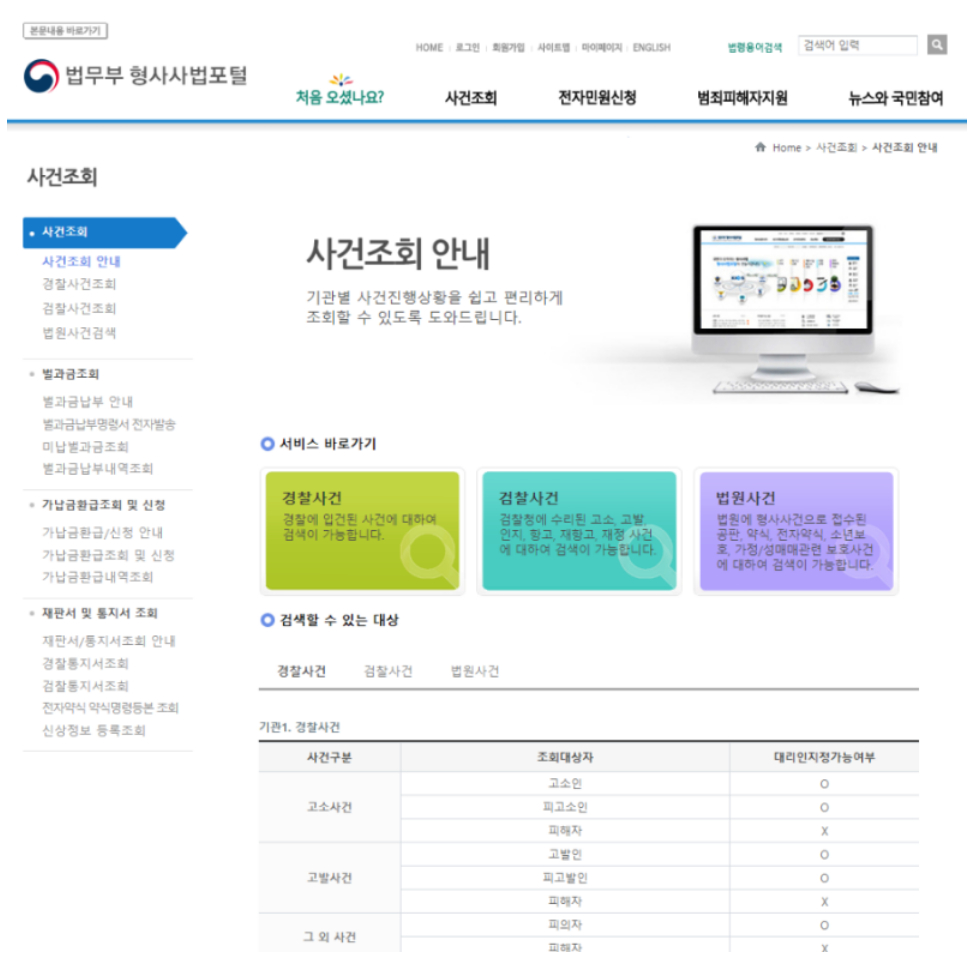 본문내용 바로가기
HOME 로그인 회원가입 사이트맵 마이페이지 ENGLISH
법령용어검색 검색어 입력
법무부 형사사법포털
처음 오셨나요? 사건조회 전자민원신청 범죄피해자지원 뉴스와 국민참여
Home > 사건조회 > 사건조회 안내
사건조회
사건조회
사건조회 안내
경찰사건조회
검찰사건조회
법원사건검색
벌과금조회
벌과금납부 안내
벌과금납부명령서 전자발송
미납벌과금조회
벌과금납부내역조회
가납금환급조회 및 신청
가납금환급/신청 안내
가납금환급조회 및 신청
가납금환급내역조회
재판서 및 통지서 조회
재판서/통지서조회 안내
경찰통지서조회
검찰통지서조회
전자약식 약식명령등본 조회
신상정보 등록조회
사건조회 안내
기관별 사건진행상황을 쉽고 편리하게
조회할 수 있도록 도와드립니다.
서비스 바로가기
경찰사건
경찰에 입건된 사건에 대하여
검색이 가능합니다.
검찰사건
검찰청에 수리된 고소, 고발,
인지, 항고, 재항고, 재정 사건
에 대하여 검색이 가능합니다.
법원사건
법원에 형사사건으로 접수된
공판, 약식, 전자약식, 소년보
호, 가정/성매매관련 보호사건
에 대하여 검색이 가능합니다.
검색할 수 있는 대상
경찰사건 검찰사건 법원사건
기관1. 경찰사건
사건구분 조회대상자 대리인지정가능여부
고소사건 고소인 O
피고소인 O
피해자 X
고발사건 고발인 O
피고발인 O
피해자 X
그 외 사건 피의자 O
피해자 X